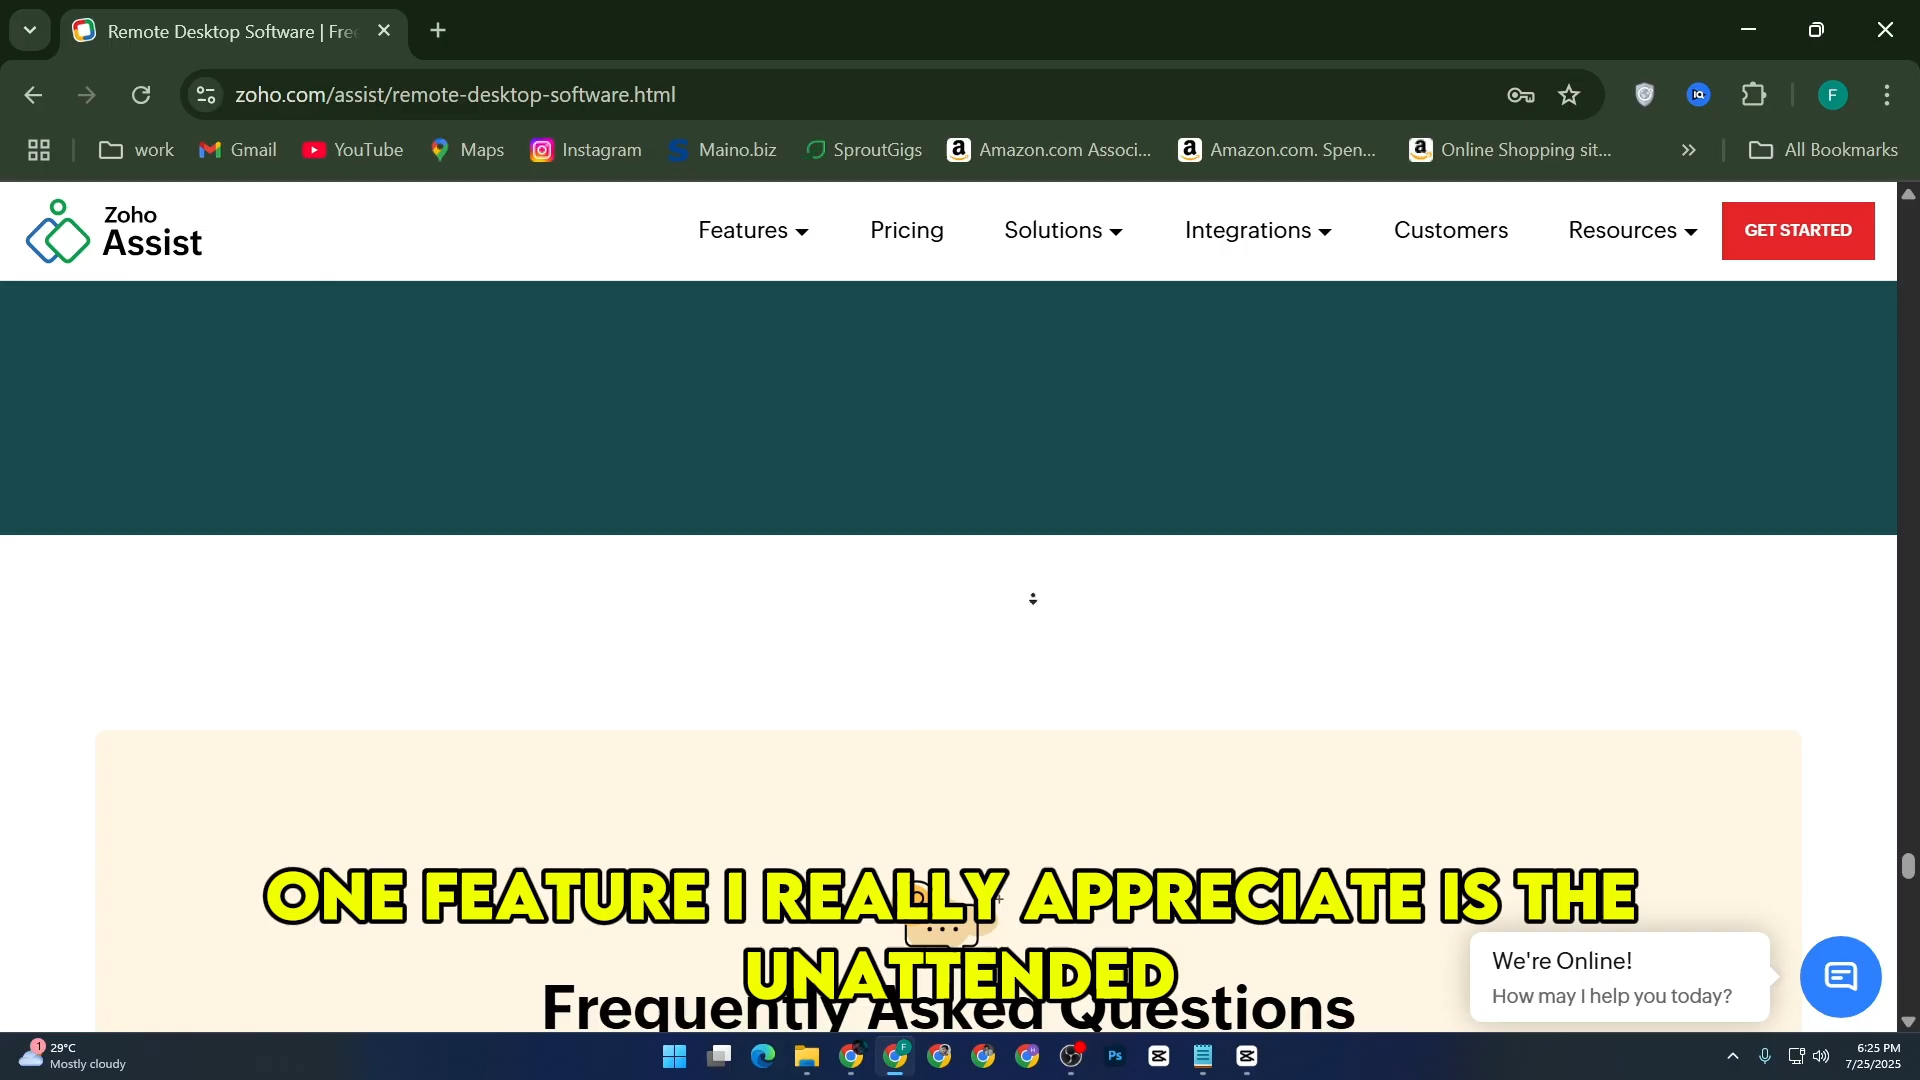 Remote Desktop Software | Free
zoho.com/assist/remote-desktop-software.html
F
work
Gmail
YouTube
Maps
Instagram
Maino.biz
SproutGigs
Amazon.com Associ...
Amazon.com. Spen...
Online Shopping sit...
All Bookmarks
Zoho
Assist
Features
Pricing
Solutions
Integrations
Customers
Resources
GET STARTED
ONE FEATURE I REALLY APPRECIATE IS THE
UNATTENDED
Frequently Asked Questions
We're Online!
How may I help you today?
1
29°C
Mostly cloudy
Ps
6:25 PM
7/25/2025